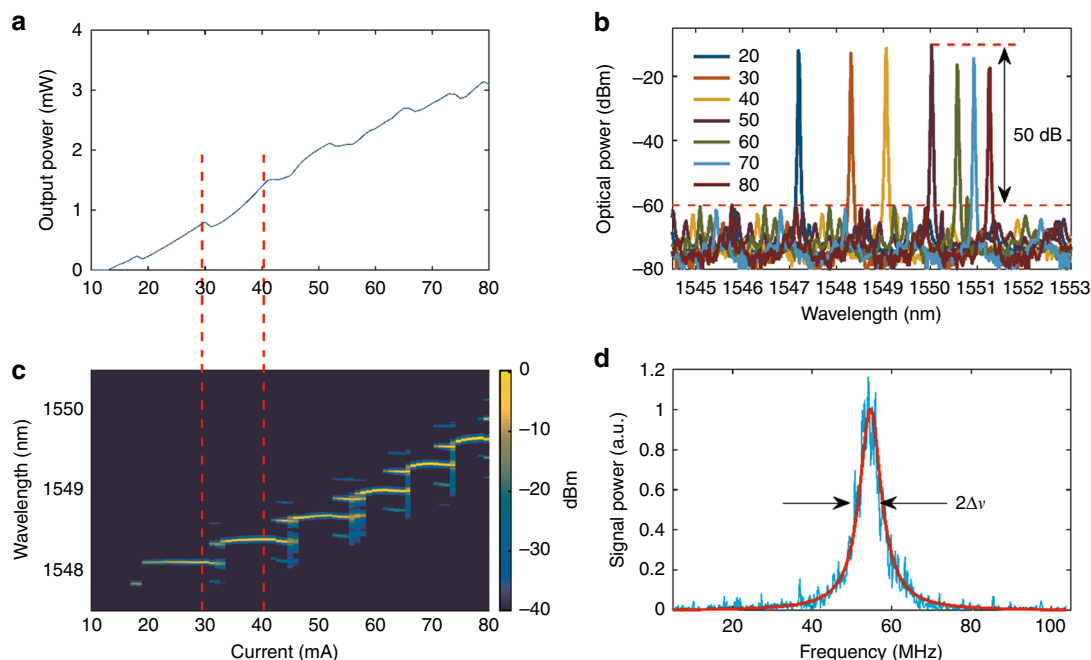 a
Output power (mW)
4
3
2
1
0
10 20 30 40 50 60 70 80
b
Optical power (dBm)
−20
−40
−60
−80
20
30
40
50
60
70
80
50 dB
1545 1546 1547 1548 1549 1550 1551 1552 1553
Wavelength (nm)
c
Wavelength (nm)
1550
1549
1548
10 20 30 40 50 60 70 80
Current (mA)
0
−10
−20
−30
−40
dBm
d
Signal power (a.u.)
1.2
1
0.8
0.6
0.4
0.2
0
2Δν
20 40 60 80 100
Frequency (MHz)